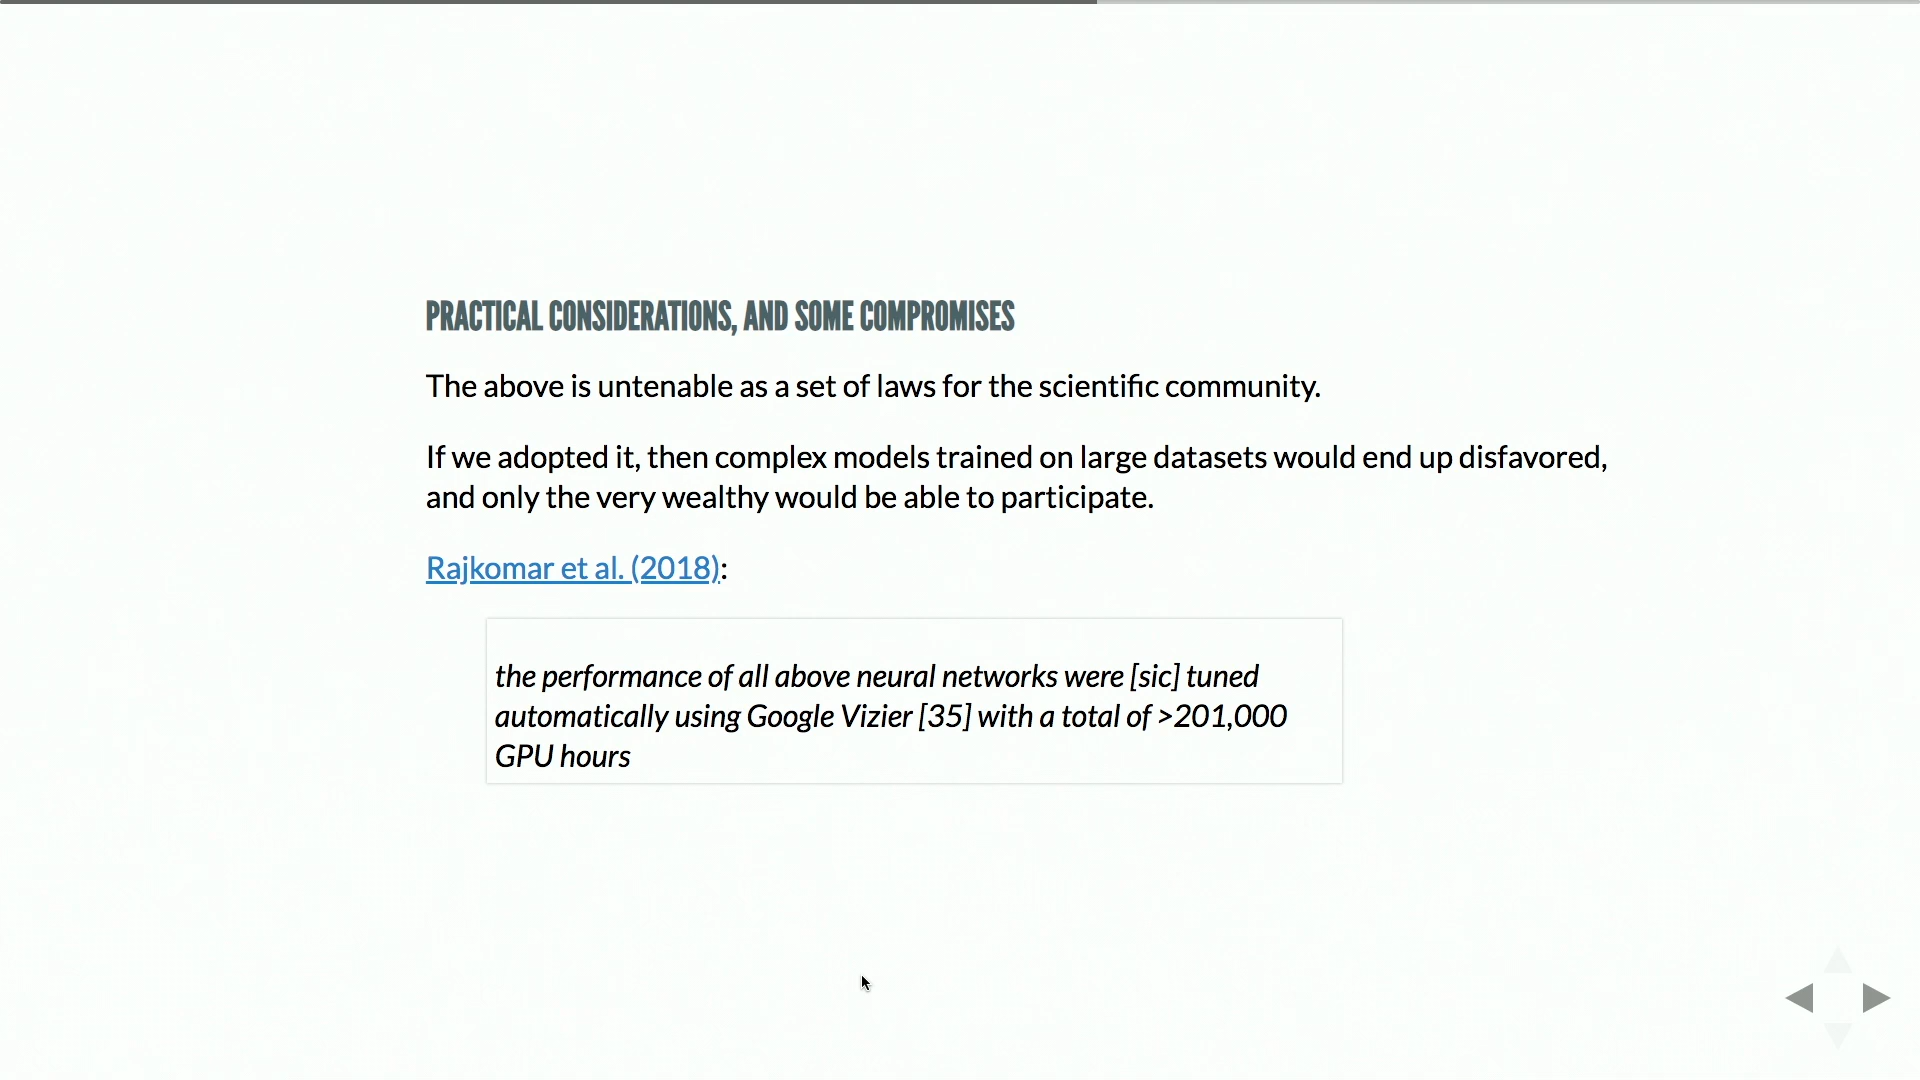 PRACTICAL CONSIDERATIONS, AND SOME COMPROMISES
The above is untenable as a set of laws for the scientific community.
If we adopted it, then complex models trained on large datasets would end up disfavored,
and only the very wealthy would be able to participate.
Rajkomar et al. (2018):
the performance of all above neural networks were [sic] tuned
automatically using Google Vizier [35] with a total of >201,000
GPU hours